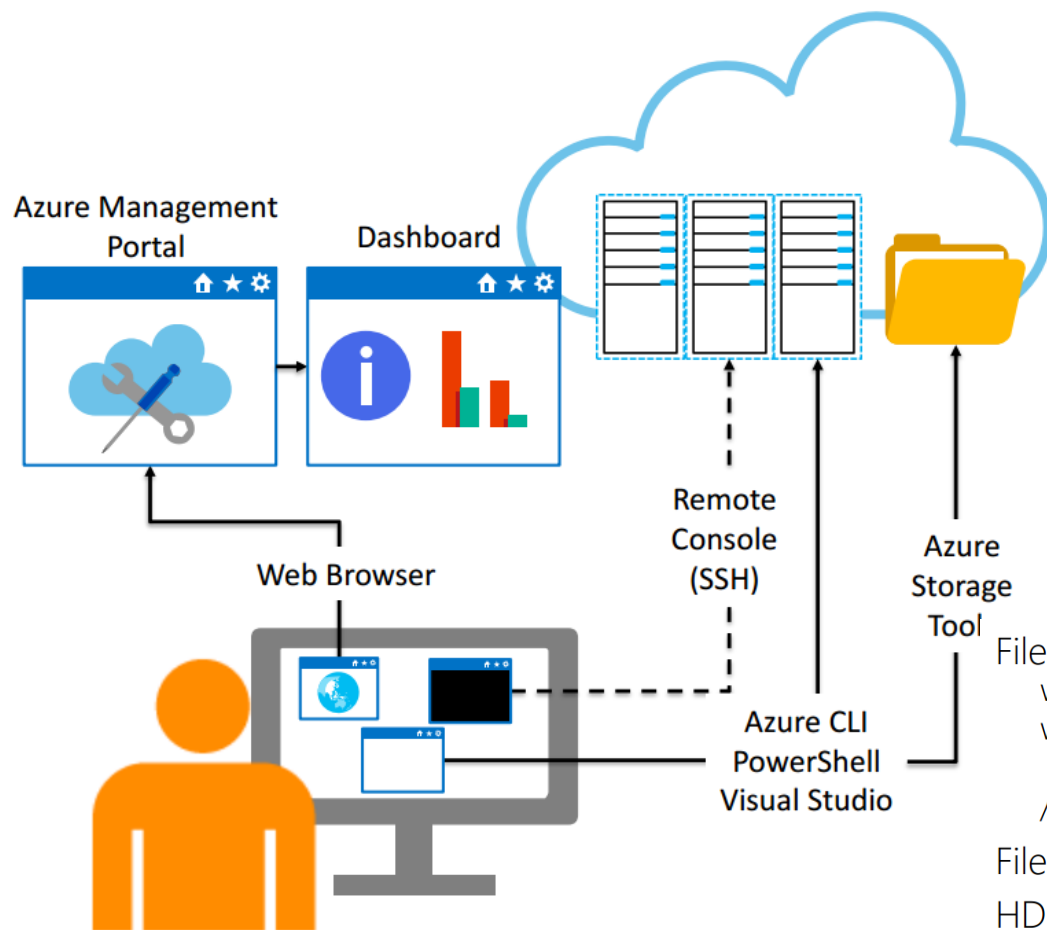 Azure Management
Portal
Dashboard
Web Browser
Remote
Console
(SSH)
Azure
Storage
Tool
Azure CLI
PowerShell
Visual Studio
File
File
HD